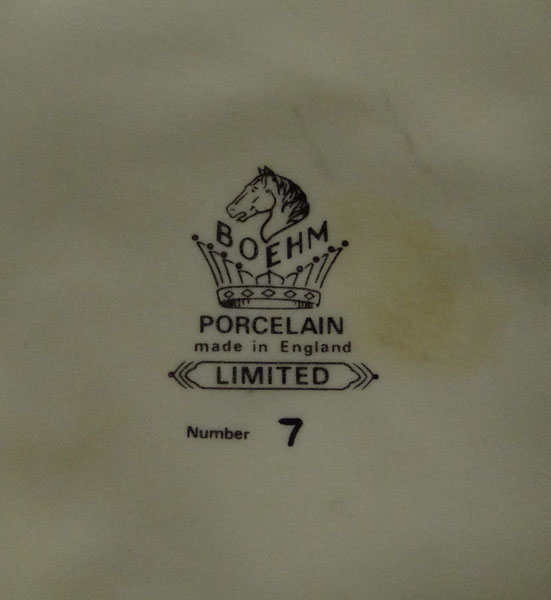 BOEHM
PORCELAIN
made in England
LIMITED
Number 7